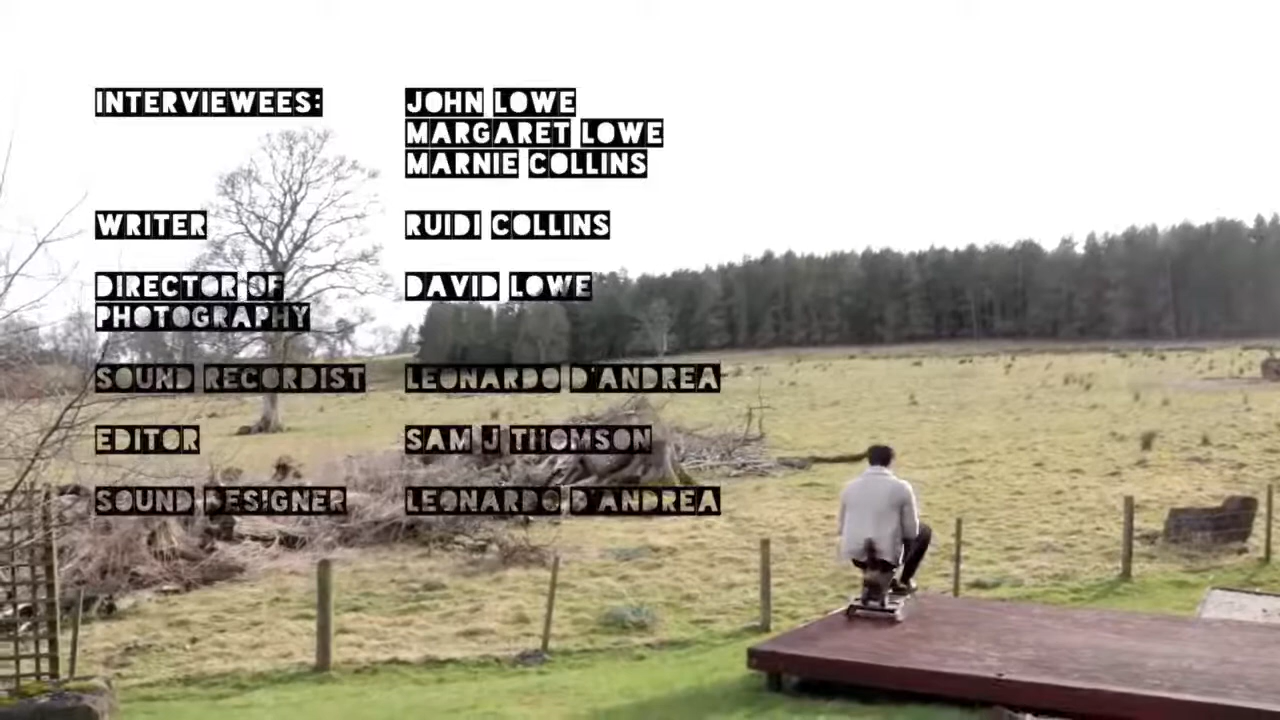 INTERVIEWEES: JOHN LOWE
MARGARET LOWE
MARNIE COLLINS
WRITER RUIDI COLLINS
DIRECTOR OF DAVID LOWE
PHOTOGRAPHY
SOUND RECORDIST LEONARDO D'ANDREA
EDITOR SAM J THOMSON
SOUND DESIGNER LEONARDO D'ANDREA